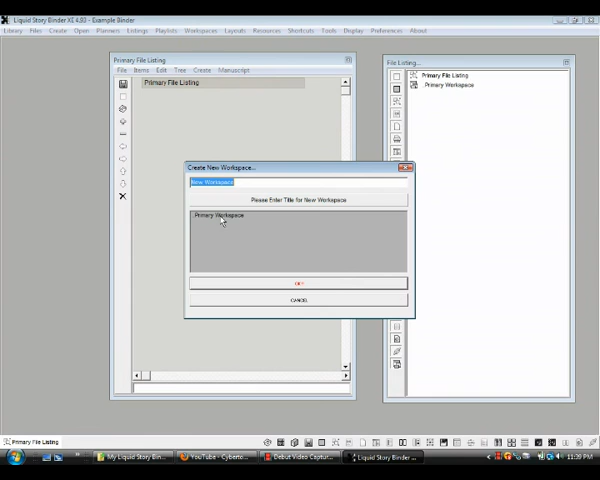 Liquid Story Binder XE 4.93 - Example Binder
Library Files Create Open Planners Listings Playlists Workspaces Layouts Resources Shortcuts Tools Display Preferences About
Primary File Listing
File Items Edit Tree Create Manuscript
Primary File Listing
File Listing...
Primary File Listing
Primary Workspace
Create New Workspace...
New Workspace
Please Enter Title for New Workspace
Primary Workspace
CANCEL
Primary File Listing
My Liquid Story Bin...
YouTube - Cyberto...
Debut Video Captur...
Liquid Story Binder ...
11:39 PM